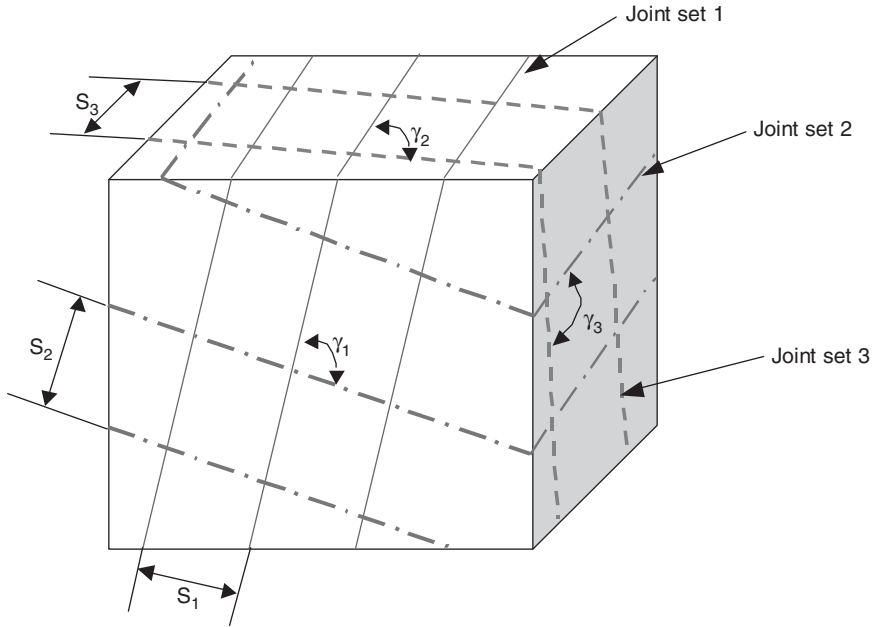 Joint set 1
S3
γ2
Joint set 2
γ3
S2
γ1
Joint set 3
S1